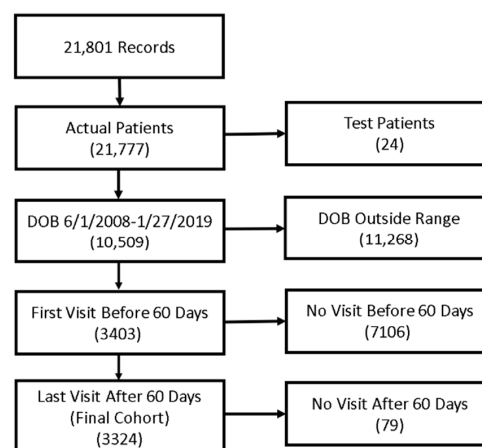 21,801 Records
Actual Patients
(21,777)
Test Patients
(24)
DOB 6/1/2008-1/27/2019
(10,509)
DOB Outside Range
(11,268)
First Visit Before 60 Days
(3403)
No Visit Before 60 Days
(7106)
Last Visit After 60 Days
(Final Cohort)
(3324)
No Visit After 60 Days
(79)